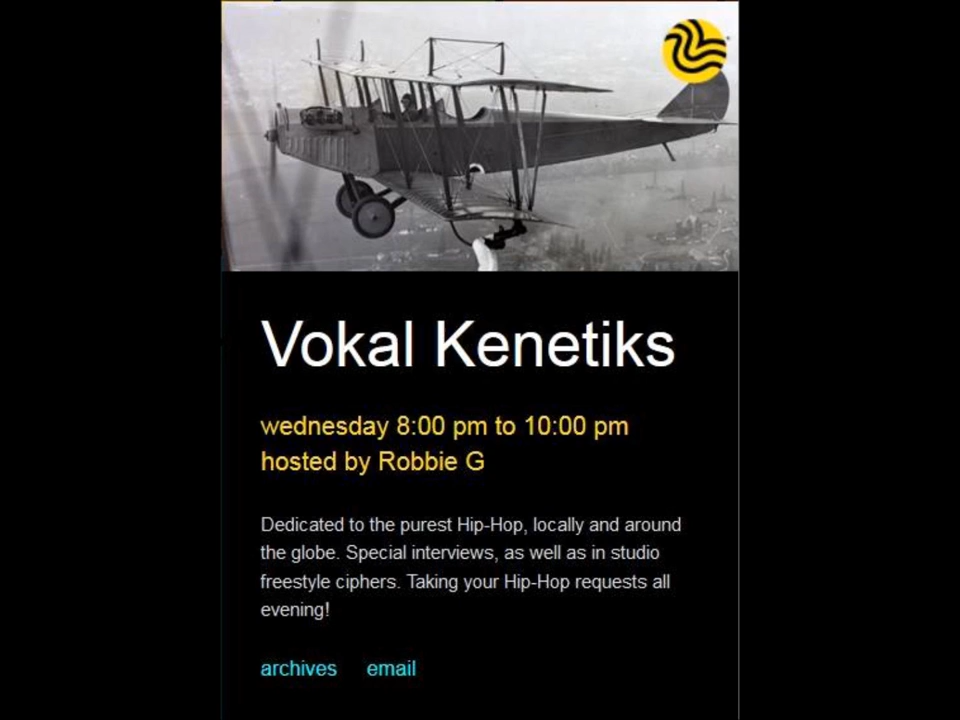 Vokal Kenetiks
wednesday 8:00 pm to 10:00 pm
hosted by Robbie G
Dedicated to the purest Hip-Hop, locally and around
the globe. Special interviews, as well as in studio
freestyle ciphers. Taking your Hip-Hop requests all
evening!
archives email